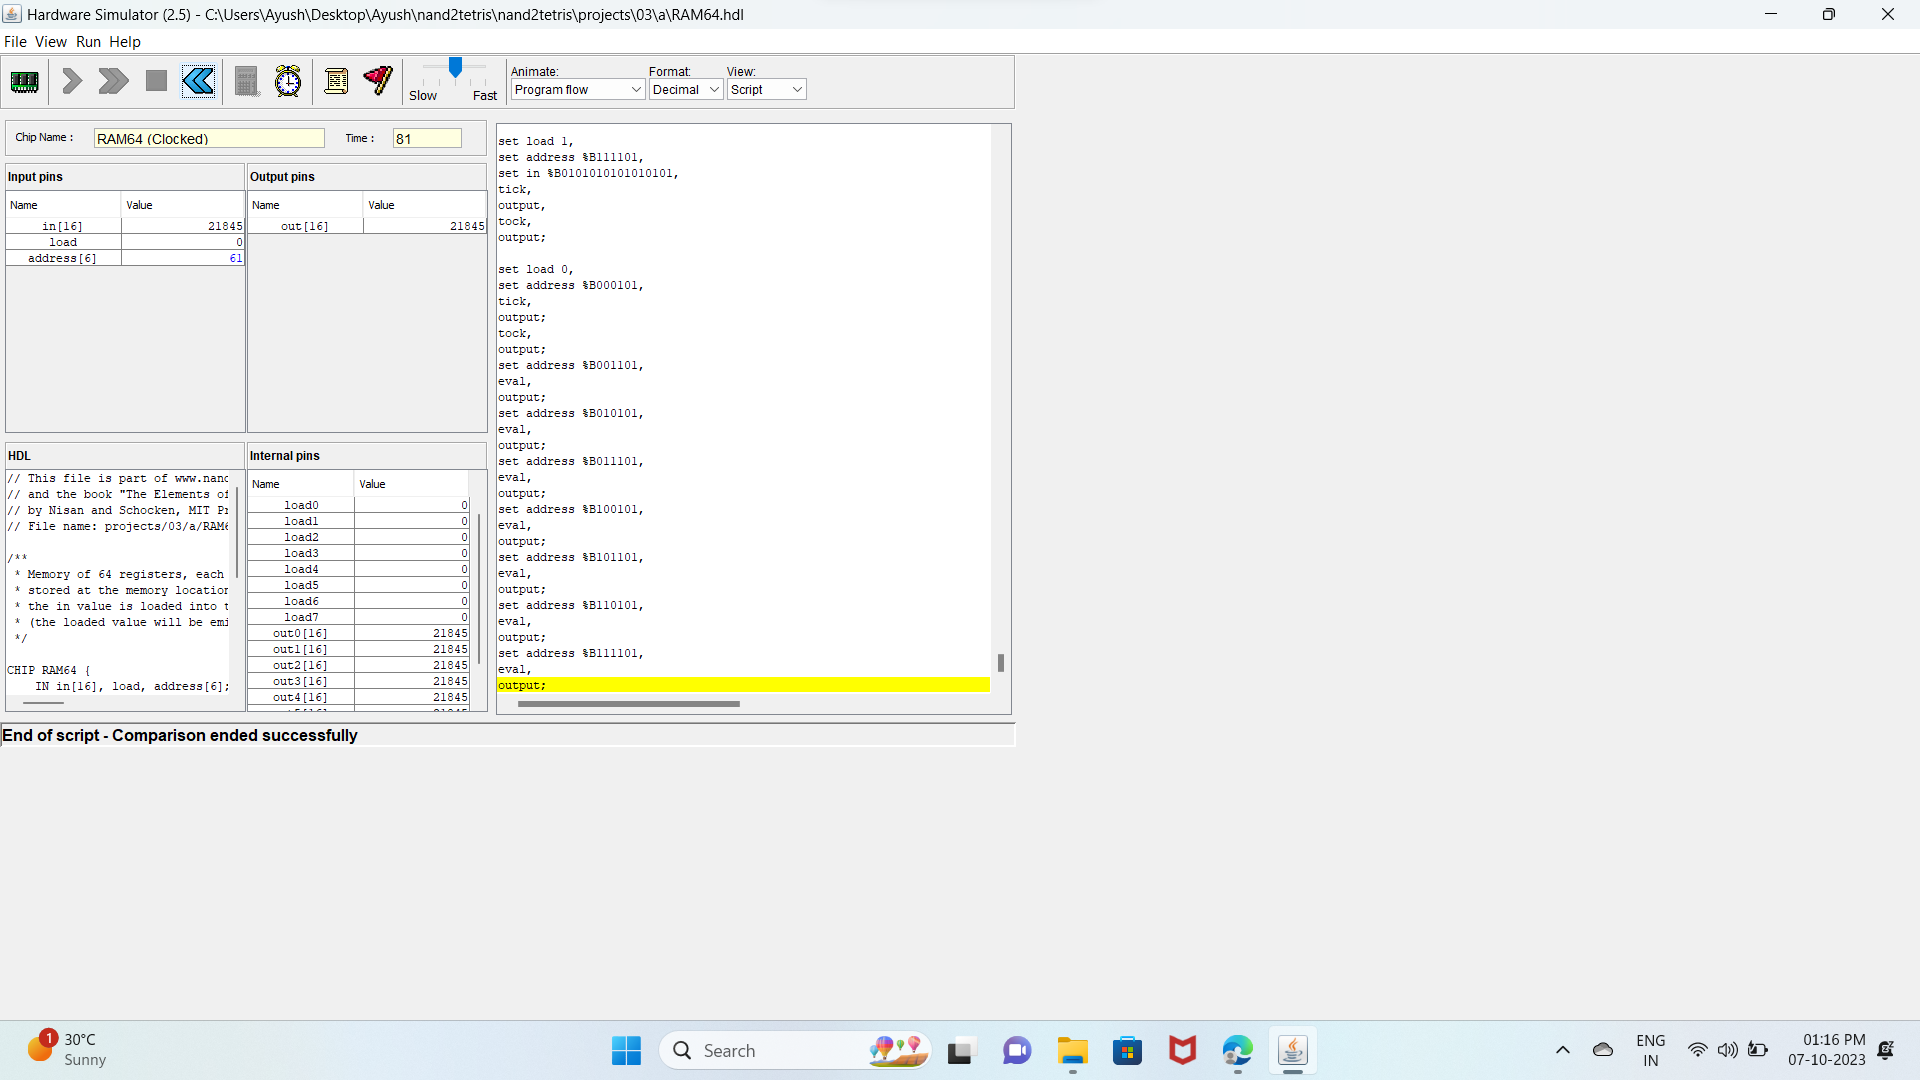 Hardware Simulator (2.5) - C:\Users\Ayush\Desktop\Ayush\nand2tetris\nand2tetris\projects\03\a\RAM64.hdl
File View Run Help
Slow Fast
Animate:
Program flow
Format:
Decimal
View:
Script
Chip Name : RAM64 (Clocked) Time : 81
Input pins
Name Value
in[16] 21845
load 0
address[6] 61
Output pins
Name Value
out[16] 21845
HDL
// This file is part of www.nand
// and the book "The Elements of
// by Nisan and Schocken, MIT Pr
// File name: projects/03/a/RAM6
/**
* Memory of 64 registers, each
* stored at the memory location
* the in value is loaded into t
* (the loaded value will be emi
*/
CHIP RAM64 {
IN in[16], load, address[6];
Internal pins
Name Value
load0 0
load1 0
load2 0
load3 0
load4 0
load5 0
load6 0
load7 0
out0[16] 21845
out1[16] 21845
out2[16] 21845
out3[16] 21845
out4[16] 21845
set load 1,
set address %B111101,
set in %B0101010101010101,
tick,
output,
tock,
output;
set load 0,
set address %B000101,
tick,
output;
tock,
output;
set address %B001101,
eval,
output;
set address %B010101,
eval,
output;
set address %B011101,
eval,
output;
set address %B100101,
eval,
output;
set address %B101101,
eval,
output;
set address %B110101,
eval,
output;
set address %B111101,
eval,
output;
End of script - Comparison ended successfully
1
30°C
Sunny
Search
ENG
IN
01:16 PM
07-10-2023